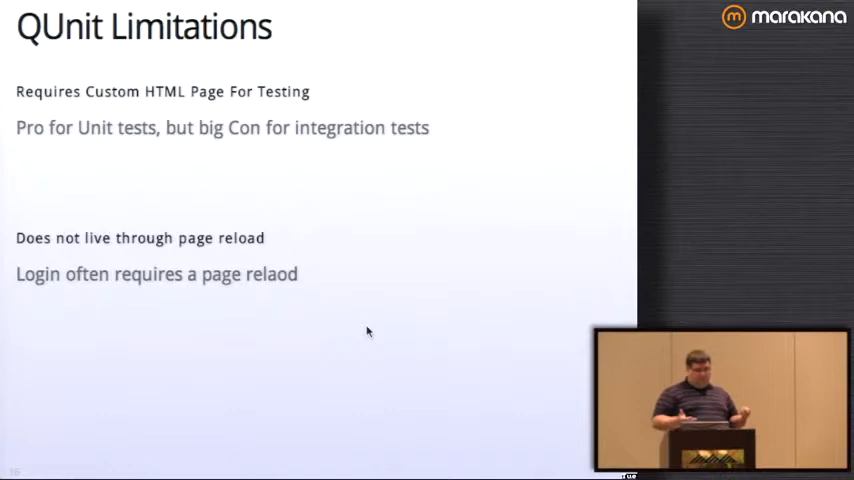 QUnit Limitations
marakana
Requires Custom HTML Page For Testing
Pro for Unit tests, but big Con for integration tests
Does not live through page reload
Login often requires a page relaod
16